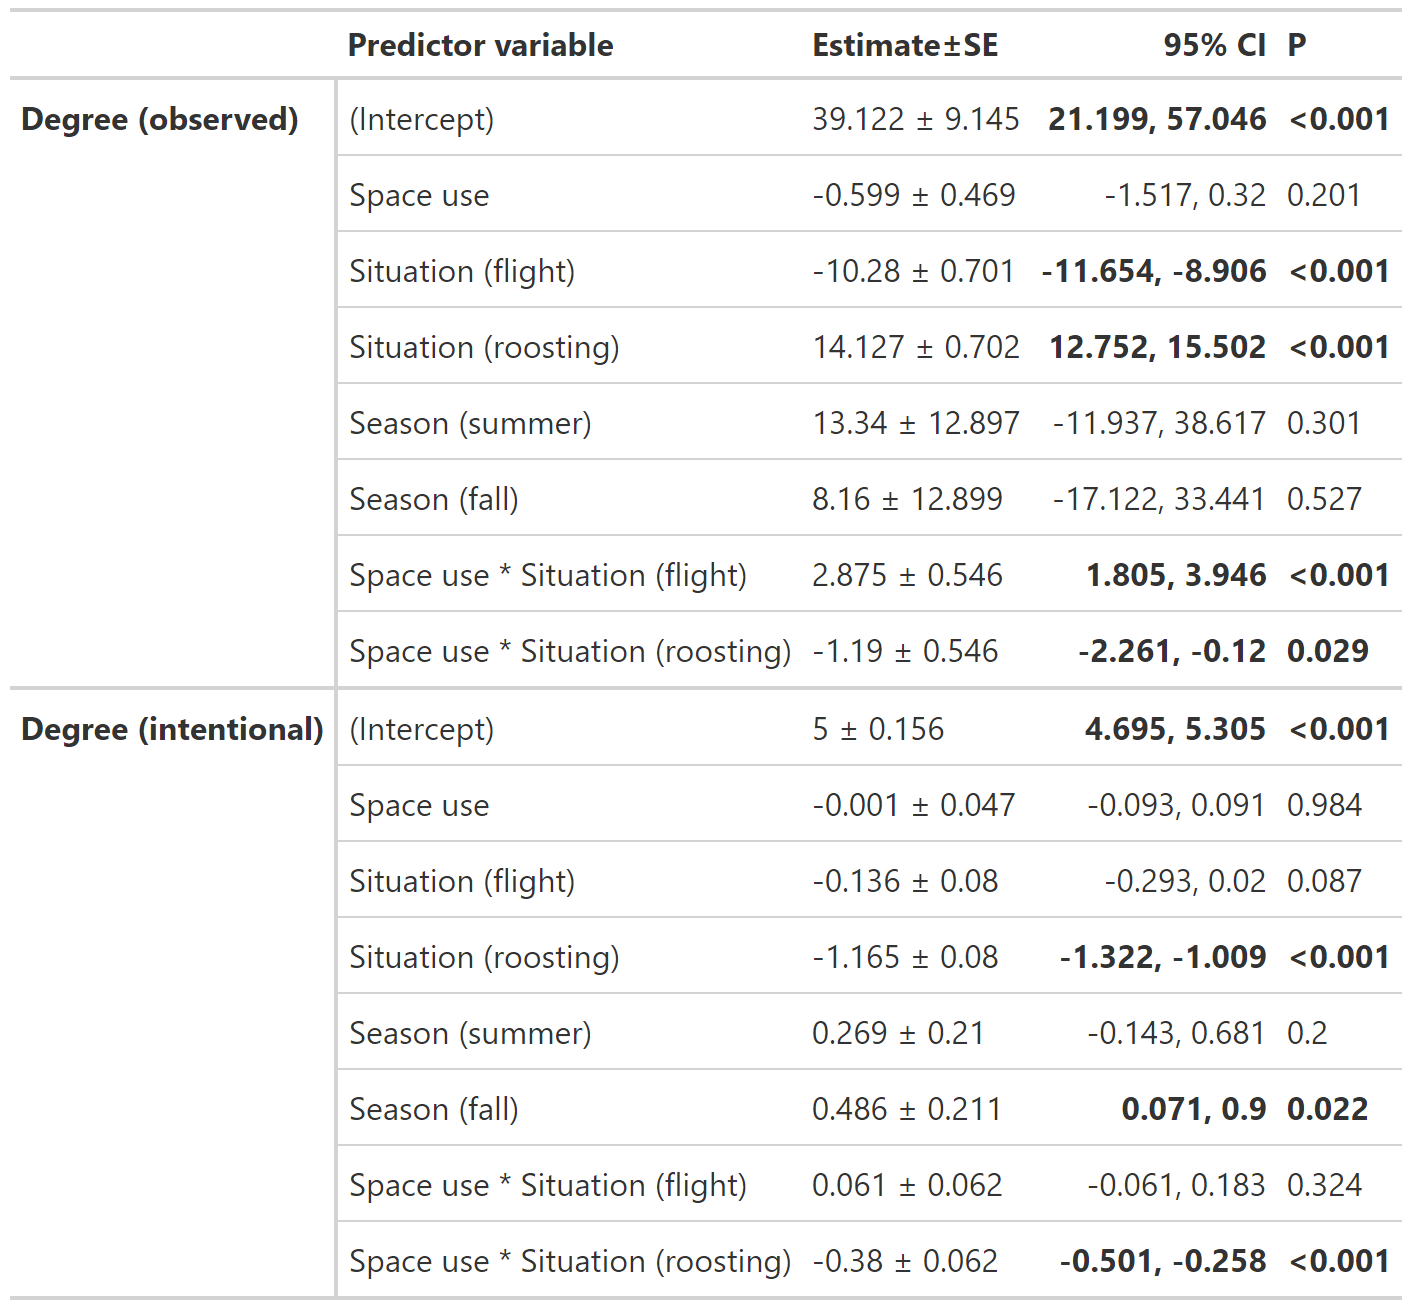 Predictor variable Estimate±SE 95% CI P
Degree (observed) (Intercept) 39.122 ± 9.145 21.199, 57.046 <0.001
Space use -0.599 ± 0.469 -1.517, 0.32 0.201
Situation (flight) -10.28 ± 0.701 -11.654, -8.906 <0.001
Situation (roosting) 14.127 ± 0.702 12.752, 15.502 <0.001
Season (summer) 13.34 ± 12.897 -11.937, 38.617 0.301
Season (fall) 8.16 ± 12.899 -17.122, 33.441 0.527
Space use * Situation (flight) 2.875 ± 0.546 1.805, 3.946 <0.001
Space use * Situation (roosting) -1.19 ± 0.546 -2.261, -0.12 0.029
Degree (intentional) (Intercept) 5 ± 0.156 4.695, 5.305 <0.001
Space use -0.001 ± 0.047 -0.093, 0.091 0.984
Situation (flight) -0.136 ± 0.08 -0.293, 0.02 0.087
Situation (roosting) -1.165 ± 0.08 -1.322, -1.009 <0.001
Season (summer) 0.269 ± 0.21 -0.143, 0.681 0.2
Season (fall) 0.486 ± 0.211 0.071, 0.9 0.022
Space use * Situation (flight) 0.061 ± 0.062 -0.061, 0.183 0.324
Space use * Situation (roosting) -0.38 ± 0.062 -0.501, -0.258 <0.001